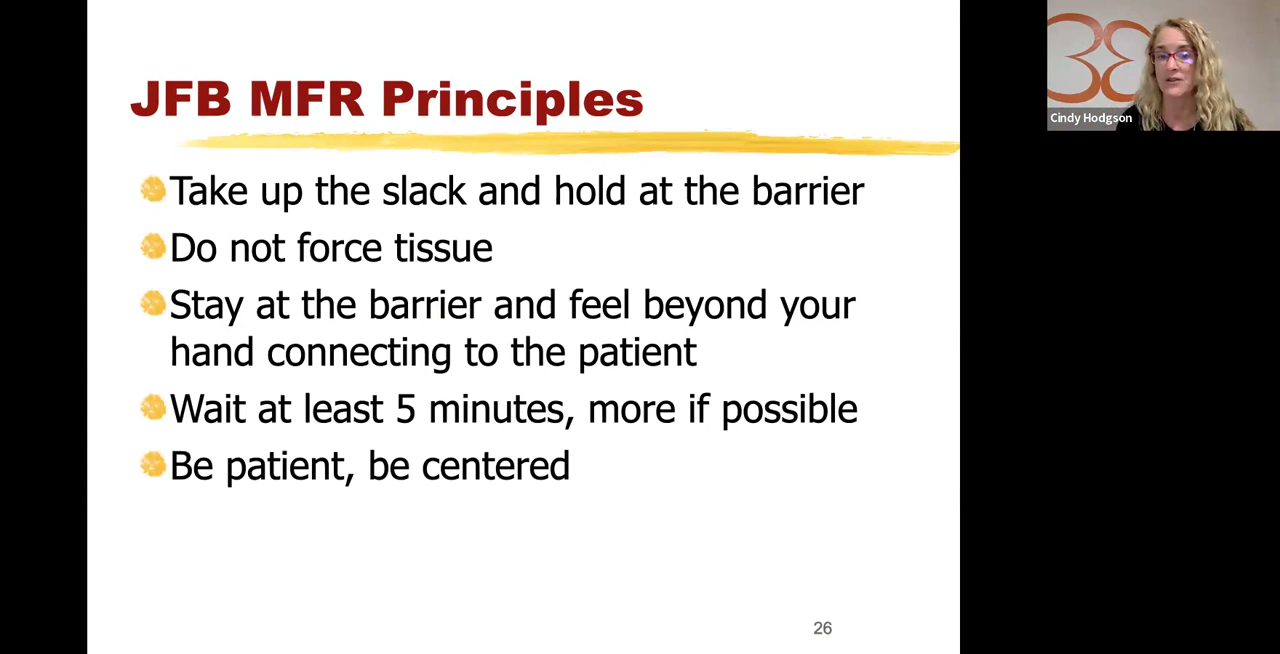 JFB MFR Principles
Take up the slack and hold at the barrier
Do not force tissue
Stay at the barrier and feel beyond your
hand connecting to the patient
Wait at least 5 minutes, more if possible
Be patient, be centered
26
Cindy Hodgson